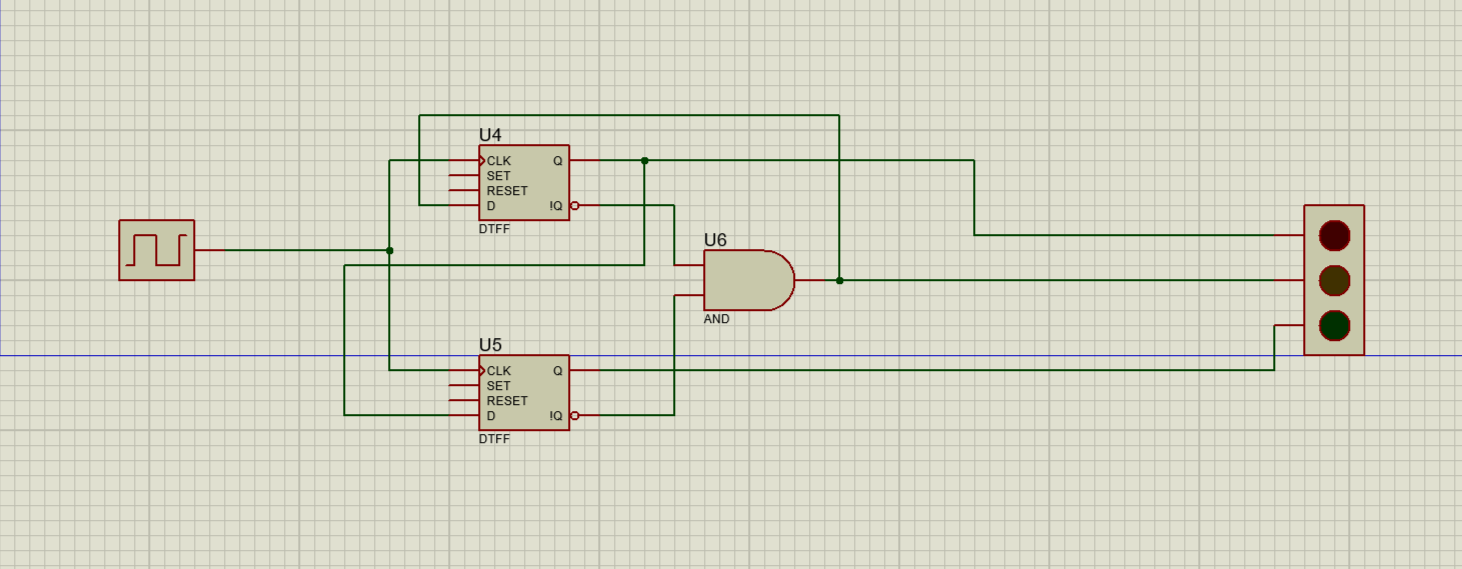 U4
CLK Q
SET
RESET
D !Q
DTFF
U6
AND
U5
CLK Q
SET
RESET
D !Q
DTFF